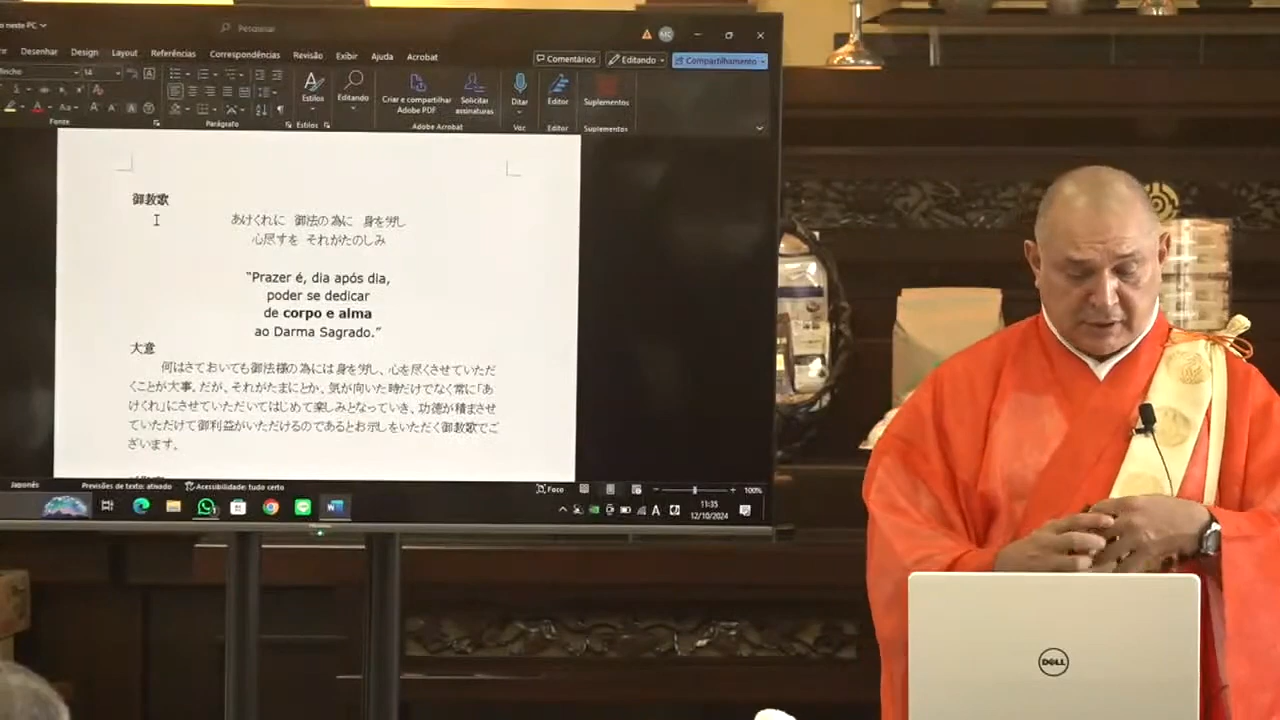 o neste PC
Pesquisar
MC
Desenhar Design Layout Referências Correspondências Revisão Exibir Ajuda Acrobat
Comentários Editando Compartilhamento
14
Estilos
Editando
Criar e compartilhar Adobe PDF
Solicitar assinaturas
Ditar
Editor
Suplementos
Fonte Parágrafo Estilos Adobe Acrobat Voz Editor Suplementos
御教歌
あけくれに 御法の為に 身を労し
心尽すを それがたのしみ
“Prazer é, dia após dia,
poder se dedicar
de corpo e alma
ao Darma Sagrado.”
大意
何はさておいても御法様の為には身を労し、心を尽くさせていただ
くことが大事。だが、それがたまにとか、気が向いた時だけでなく常に「あ
けくれ」にさせていただいてはじめて楽しみとなっていき、功徳が積まさせ
ていただけて御利益がいただけるのであるとお示しをいただく御教歌でご
ざいます。
Japonês Previsões de texto: ativado Acessibilidade: tudo certo Foco 100%
11:35
12/10/2024
DELL